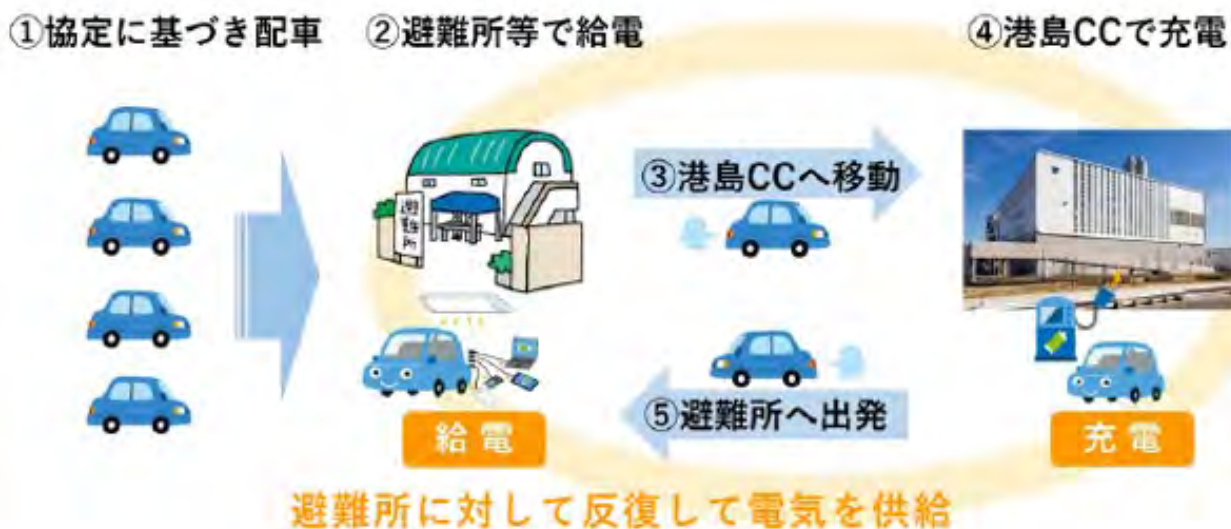 ①協定に基づき配車
②避難所等で給電
④港島CCで充電
避難所
③港島CCへ移動
⑤避難所へ出発
給電
充電
避難所に対して反復して電気を供給